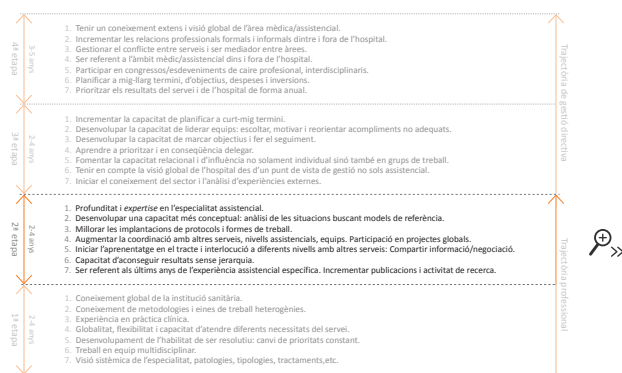 4ª etapa
3-5 anys
1. Tenir un coneixement extens i visió global de l'àrea mèdica/assistencial.
2. Incrementar les relacions professionals formals i informals dintre i fora de l'hospital.
3. Gestionar el conflicte entre serveis i ser mediador entre àrees.
4. Ser referent a l'àmbit mèdic/assistencial dins i fora de l'hospital.
5. Participar en congressos/esdeveniments de caire profesional, interdisciplinaris.
6. Planificar a mig-llarg termini, d'objectius, despeses i inversions.
7. Prioritzar els resultats del servei i de l'hospital de forma anual.
Trajectòria de gestió directiva
3ª etapa
2-4 anys
1. Incrementar la capacitat de planificar a curt-mig termini.
2. Desenvolupar la capacitat de liderar equips: escoltar, motivar i reorientar acompliments no adequats.
3. Desenvolupar la capacitat de marcar objectius i fer el seguiment.
4. Aprendre a prioritzar i en conseqüència delegar.
5. Fomentar la capacitat relacional i d'influència no solament individual sinó també en grups de treball.
6. Tenir en compte la visió global de l'hospital des d'un punt de vista de gestió no sols assistencial.
7. Iniciar el coneixement del sector i l'anàlisi d'experiències externes.
2ª etapa
2-4 anys
1. Profunditat i expertise en l'especialitat assistencial.
2. Desenvolupar una capacitat més conceptual: anàlisi de les situacions buscant models de referència.
3. Millorar les implantacions de protocols i formes de treball.
4. Augmentar la coordinació amb altres serveis, nivells assistencials, equips. Participació en projectes globals.
5. Iniciar l'aprenentatge en el tracte i interlocució a diferents nivells amb altres serveis: Compartir informació/negociació.
6. Capacitat d'aconseguir resultats sense jerarquia.
7. Ser referent als últims anys de l'experiència assistencial específica. Incrementar publicacions i activitat de recerca.
Trajectòria professional
1ª etapa
2-4 anys
1. Coneixement global de la institució sanitària.
2. Coneixement de metodologies i eines de treball heterogènies.
3. Experiència en pràctica clínica.
4. Globalitat, flexibilitat i capacitat d'atendre diferents necessitats del servei.
5. Desenvolupament de l'habilitat de ser resolutiu: canvi de prioritats constant.
6. Treball en equip multidisciplinar.
7. Visió sistèmica de l'especialitat, patologies, tipologies, tractaments,etc.